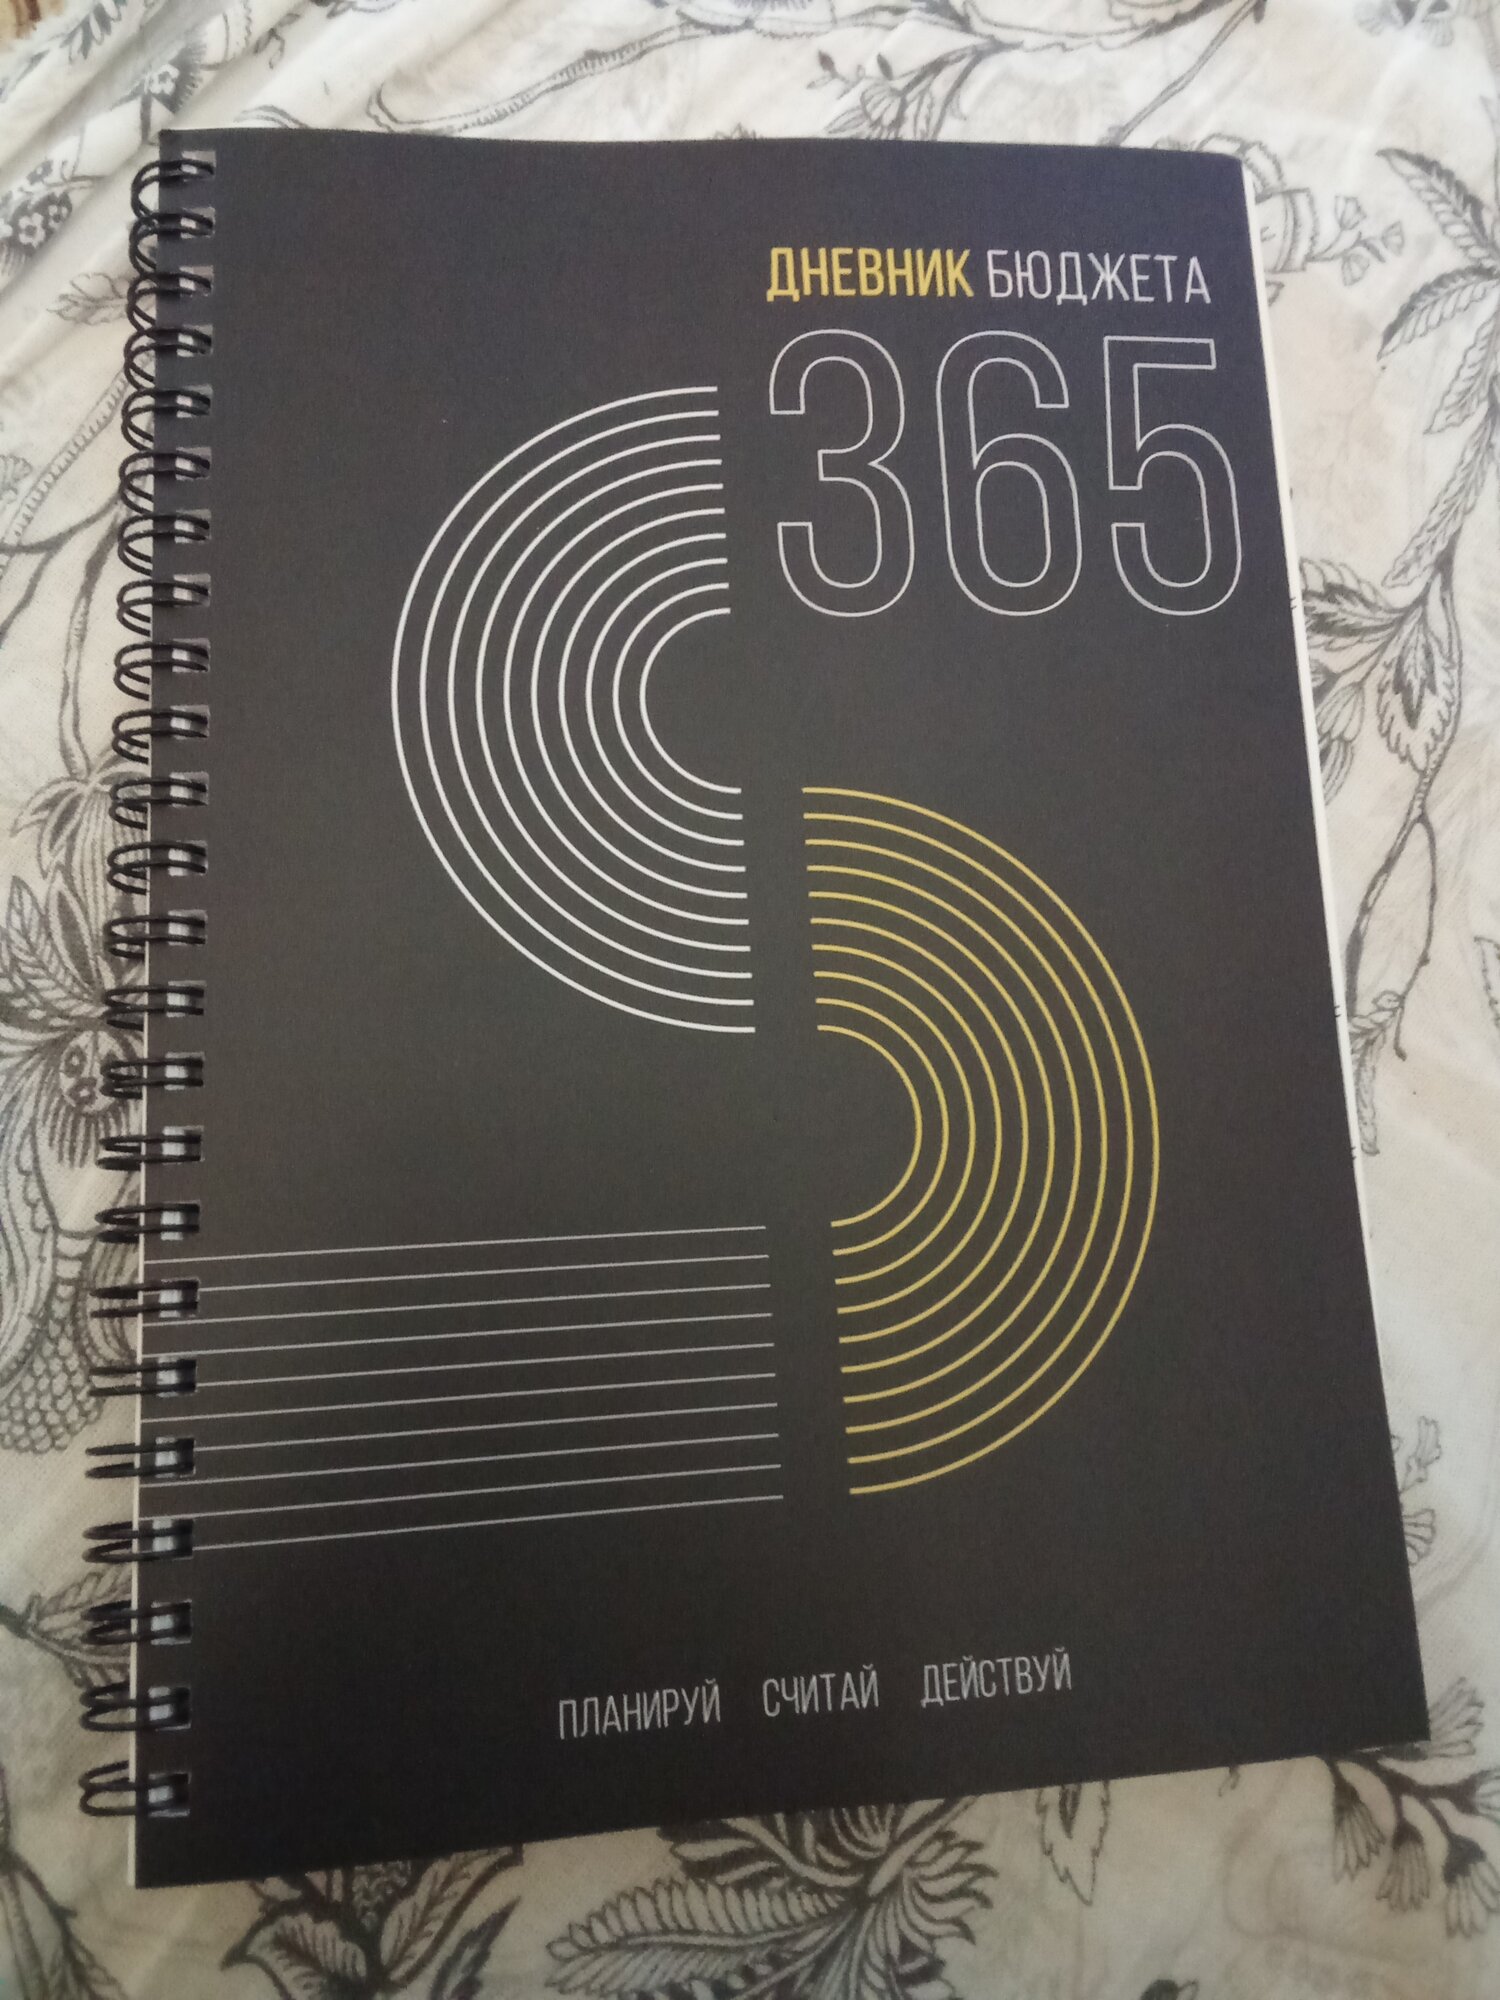 ДНЕВНИК БЮДЖЕТА
365
ПЛАНИРУЙ СЧИТАЙ ДЕЙСТВУЙ